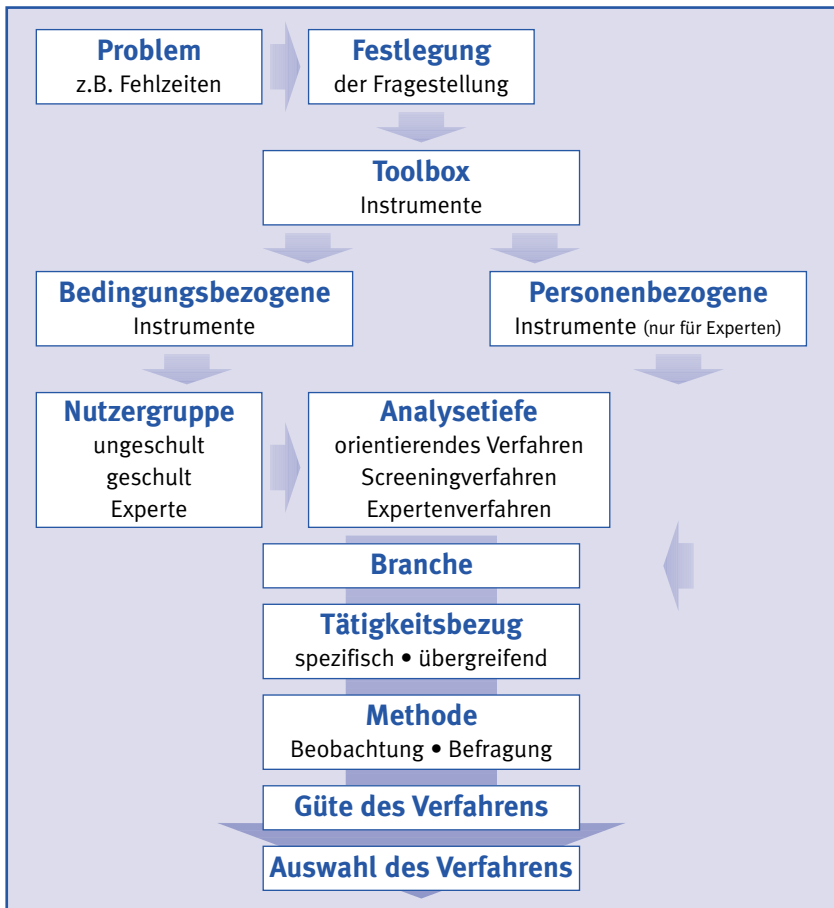 Problem
z.B. Fehlzeiten
Festlegung
der Fragestellung
Toolbox
Instrumente
Bedingungsbezogene
Instrumente
Personenbezogene
Instrumente (nur für Experten)
Nutzergruppe
ungeschult
geschult
Experte
Analysetiefe
orientierendes Verfahren
Screeningverfahren
Expertenverfahren
Branche
Tätigkeitsbezug
spezifisch • übergreifend
Methode
Beobachtung • Befragung
Güte des Verfahrens
Auswahl des Verfahrens